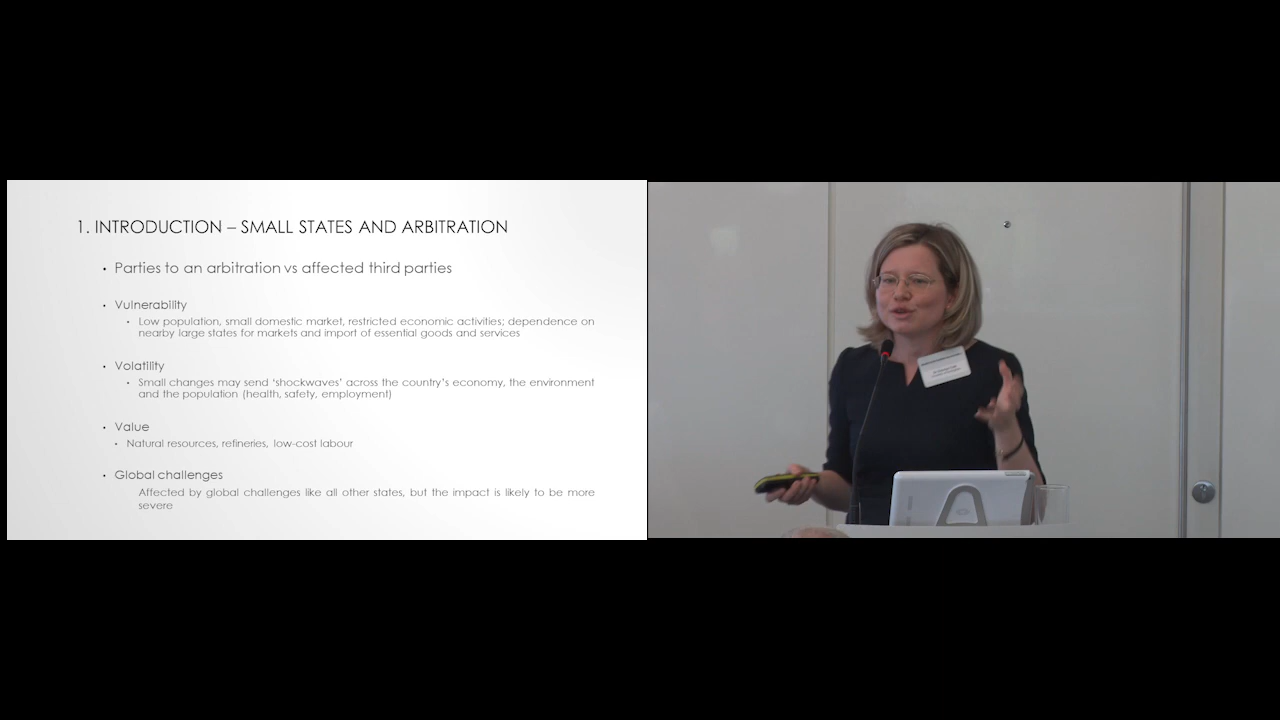 1. INTRODUCTION – SMALL STATES AND ARBITRATION
• Parties to an arbitration vs affected third parties
• Vulnerability
• Low population, small domestic market, restricted economic activities; dependence on
nearby large states for markets and import of essential goods and services
• Volatility
• Small changes may send ‘shockwaves’ across the country’s economy, the environment
and the population (health, safety, employment)
• Value
• Natural resources, refineries, low-cost labour
• Global challenges
Affected by global challenges like all other states, but the impact is likely to be more
severe